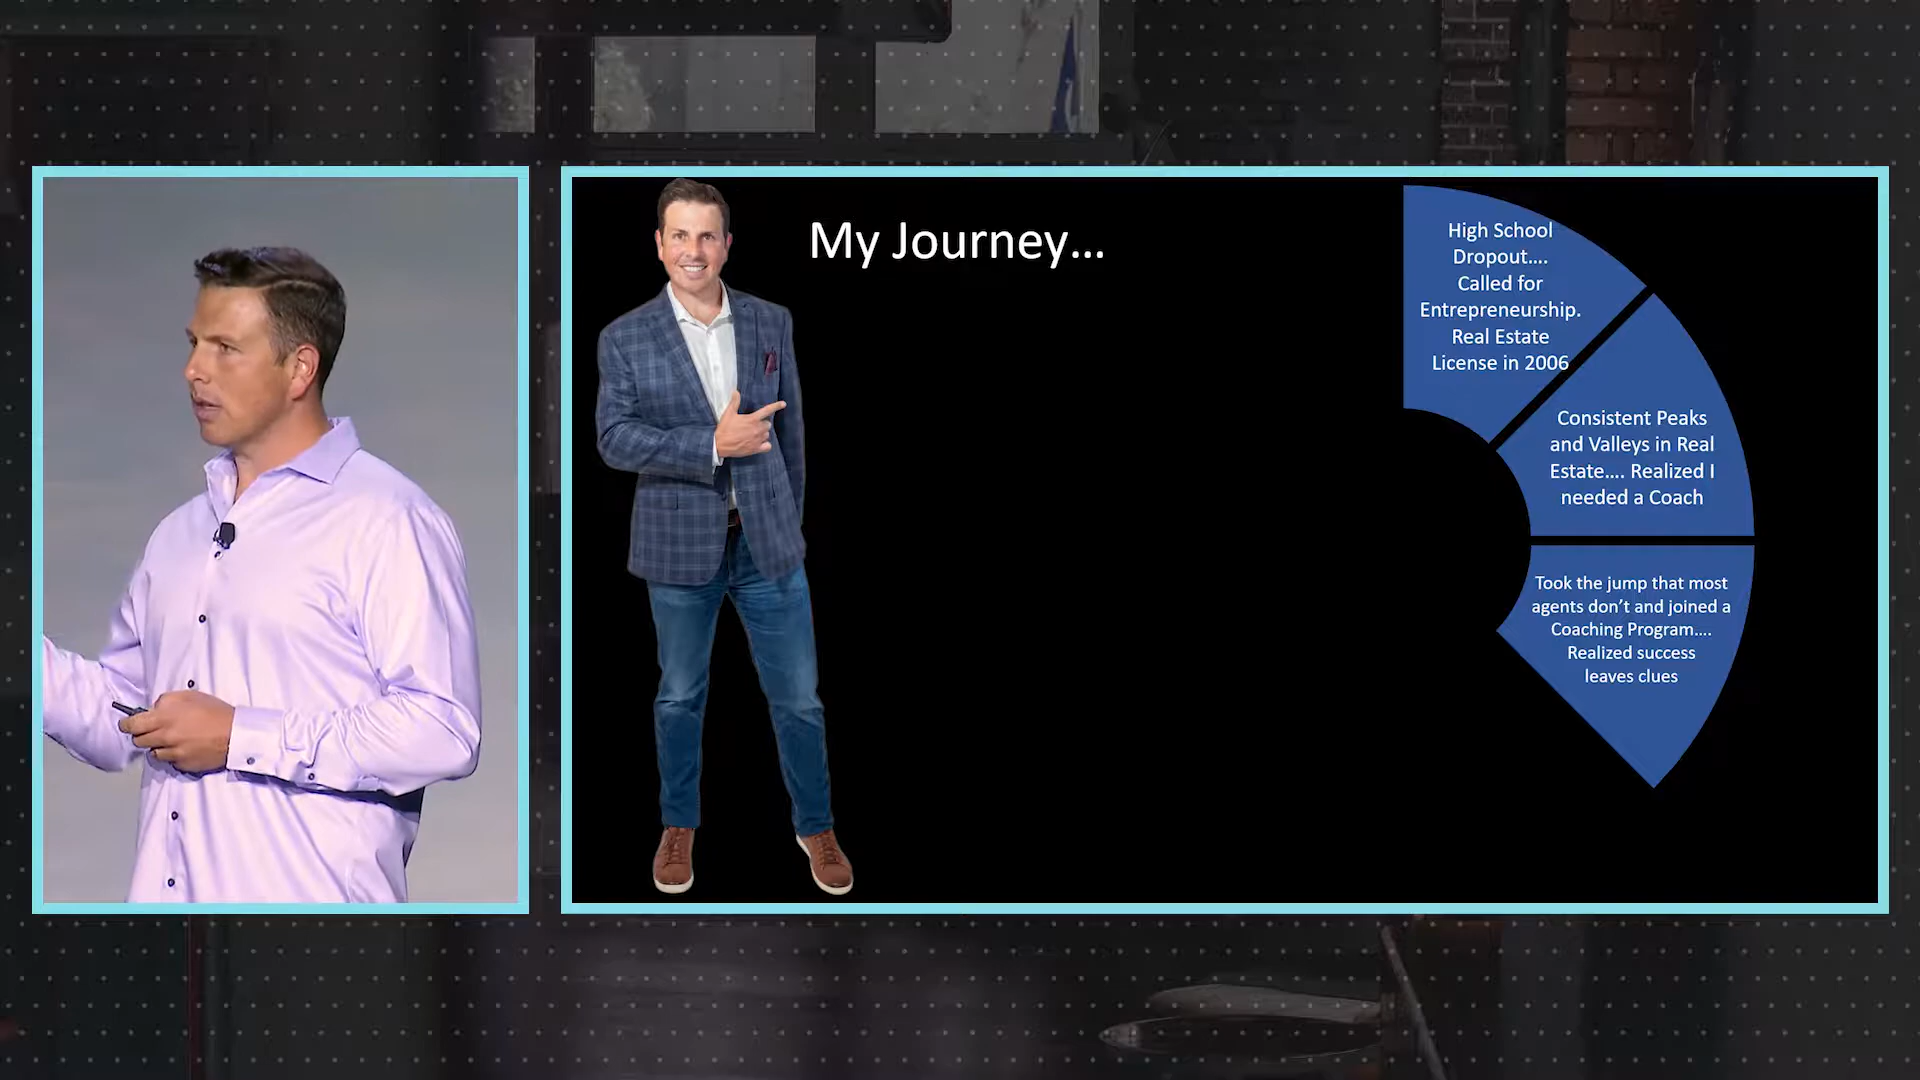 My Journey...
High School
Dropout....
Called for
Entrepreneurship.
Real Estate
License in 2006
Consistent Peaks
and Valleys in Real
Estate.... Realized I
needed a Coach
Took the jump that most
agents don’t and joined a
Coaching Program....
Realized success
leaves clues